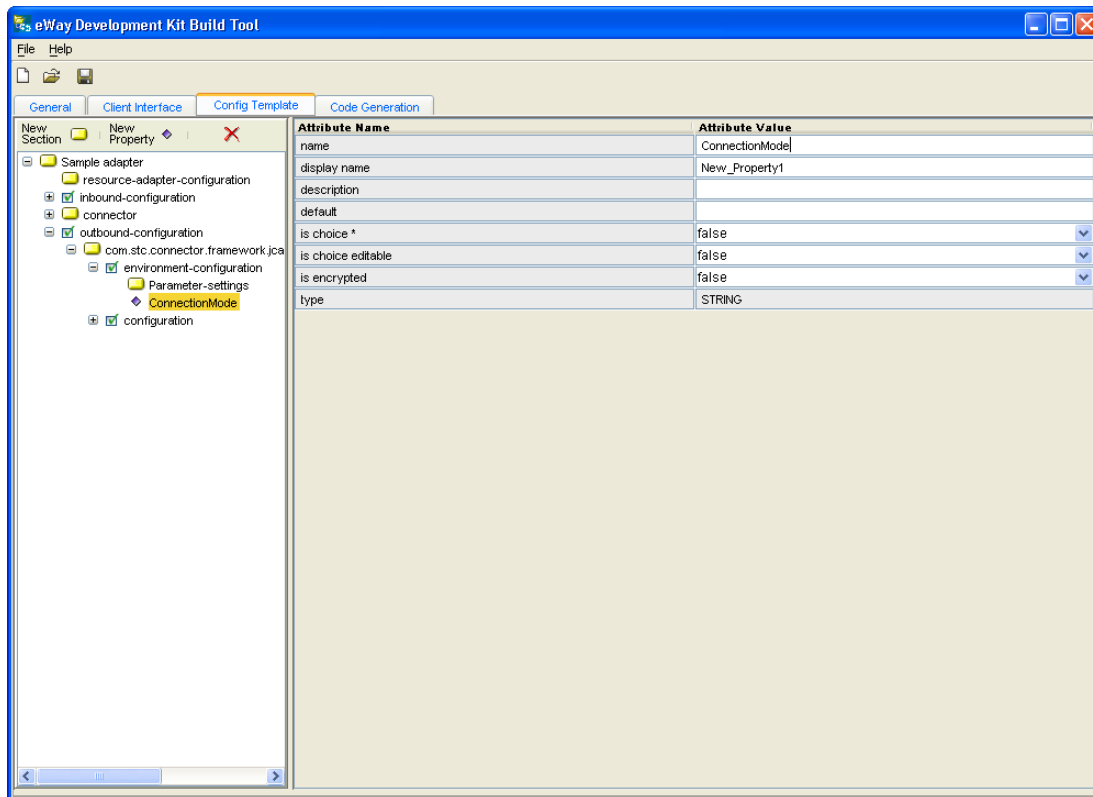 eWay Development Kit Build Tool
File Help
General Client Interface Config Template Code Generation
New Section New Property
Attribute Name Attribute Value
name ConnectionMode
display name New_Property1
description
default
is choice * false
is choice editable false
is encrypted false
type STRING
Sample adapter
resource-adapter-configuration
inbound-configuration
connector
outbound-configuration
com.stc.connector.framework.jca
environment-configuration
Parameter-settings
ConnectionMode
configuration